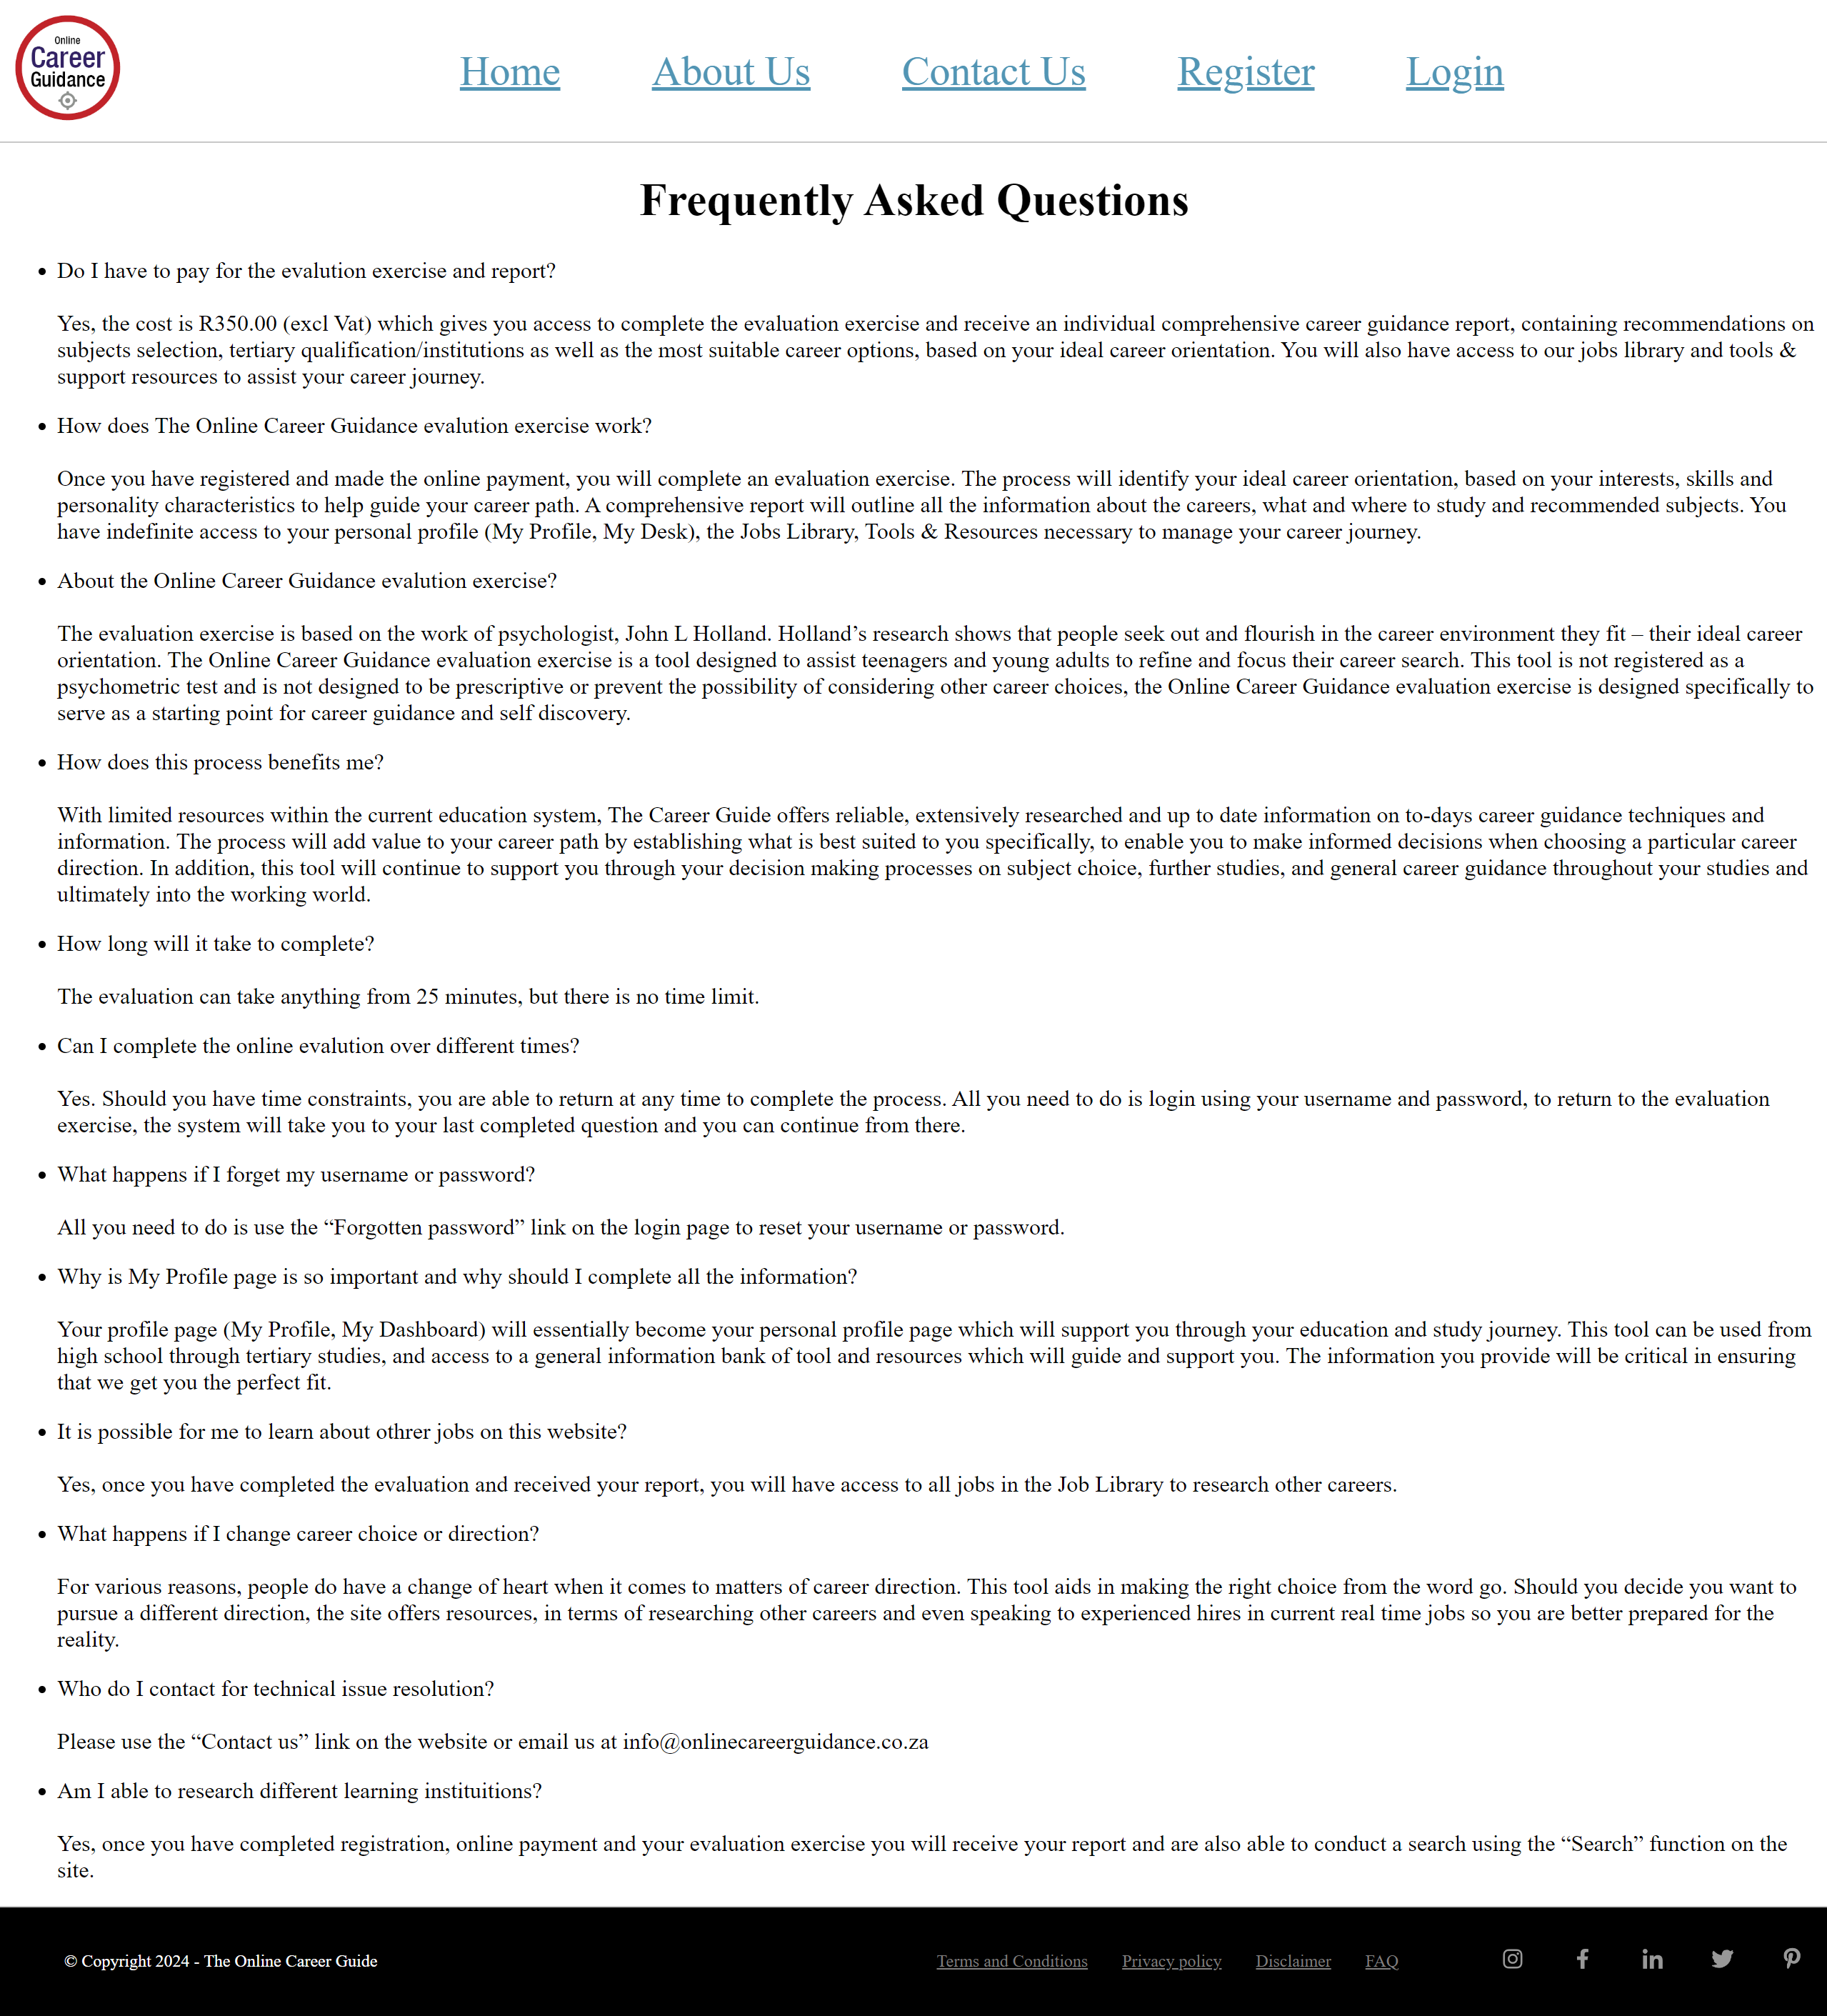 Online
Career
Guidance
Home About Us Contact Us Register Login
Frequently Asked Questions
• Do I have to pay for the evalution exercise and report?
Yes, the cost is R350.00 (excl Vat) which gives you access to complete the evaluation exercise and receive an individual comprehensive career guidance report, containing recommendations on
subjects selection, tertiary qualification/institutions as well as the most suitable career options, based on your ideal career orientation. You will also have access to our jobs library and tools &
support resources to assist your career journey.
• How does The Online Career Guidance evalution exercise work?
Once you have registered and made the online payment, you will complete an evaluation exercise. The process will identify your ideal career orientation, based on your interests, skills and
personality characteristics to help guide your career path. A comprehensive report will outline all the information about the careers, what and where to study and recommended subjects. You
have indefinite access to your personal profile (My Profile, My Desk), the Jobs Library, Tools & Resources necessary to manage your career journey.
• About the Online Career Guidance evalution exercise?
The evaluation exercise is based on the work of psychologist, John L Holland. Holland’s research shows that people seek out and flourish in the career environment they fit – their ideal career
orientation. The Online Career Guidance evaluation exercise is a tool designed to assist teenagers and young adults to refine and focus their career search. This tool is not registered as a
psychometric test and is not designed to be prescriptive or prevent the possibility of considering other career choices, the Online Career Guidance evaluation exercise is designed specifically to
serve as a starting point for career guidance and self discovery.
• How does this process benefits me?
With limited resources within the current education system, The Career Guide offers reliable, extensively researched and up to date information on to-days career guidance techniques and
information. The process will add value to your career path by establishing what is best suited to you specifically, to enable you to make informed decisions when choosing a particular career
direction. In addition, this tool will continue to support you through your decision making processes on subject choice, further studies, and general career guidance throughout your studies and
ultimately into the working world.
• How long will it take to complete?
The evaluation can take anything from 25 minutes, but there is no time limit.
• Can I complete the online evalution over different times?
Yes. Should you have time constraints, you are able to return at any time to complete the process. All you need to do is login using your username and password, to return to the evaluation
exercise, the system will take you to your last completed question and you can continue from there.
• What happens if I forget my username or password?
All you need to do is use the “Forgotten password” link on the login page to reset your username or password.
• Why is My Profile page is so important and why should I complete all the information?
Your profile page (My Profile, My Dashboard) will essentially become your personal profile page which will support you through your education and study journey. This tool can be used from
high school through tertiary studies, and access to a general information bank of tool and resources which will guide and support you. The information you provide will be critical in ensuring
that we get you the perfect fit.
• It is possible for me to learn about othrer jobs on this website?
Yes, once you have completed the evaluation and received your report, you will have access to all jobs in the Job Library to research other careers.
• What happens if I change career choice or direction?
For various reasons, people do have a change of heart when it comes to matters of career direction. This tool aids in making the right choice from the word go. Should you decide you want to
pursue a different direction, the site offers resources, in terms of researching other careers and even speaking to experienced hires in current real time jobs so you are better prepared for the
reality.
• Who do I contact for technical issue resolution?
Please use the “Contact us” link on the website or email us at info@onlinecareerguidance.co.za
• Am I able to research different learning instituitions?
Yes, once you have completed registration, online payment and your evaluation exercise you will receive your report and are also able to conduct a search using the “Search” function on the
site.
© Copyright 2024 - The Online Career Guide Terms and Conditions Privacy policy Disclaimer FAQ